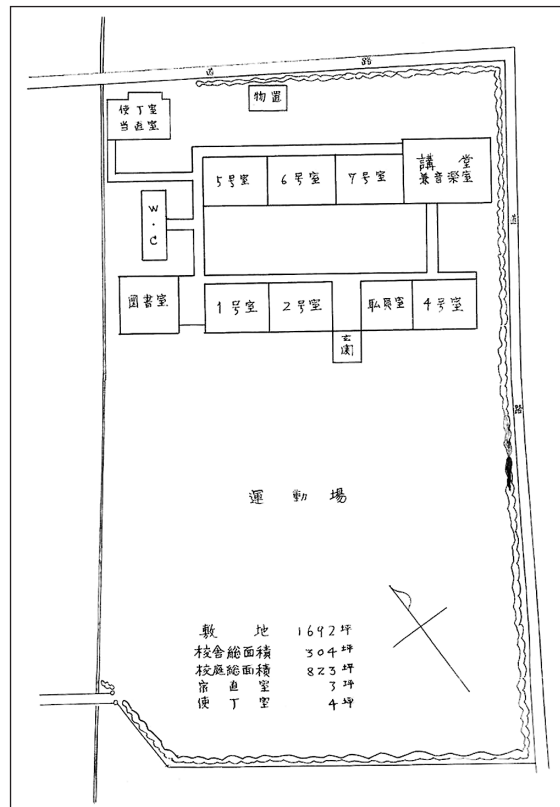 道 路
物置
使丁室
当直室
5号室 6号室 7号室
講堂
兼音楽室
W.C
道
圖書室
1号室 2号室
玄関
私員室 4号室
路
運動場
敷地 1692坪
校舎総面積 304坪
校庭総面積 823坪
宿直室 3坪
使丁室 4坪